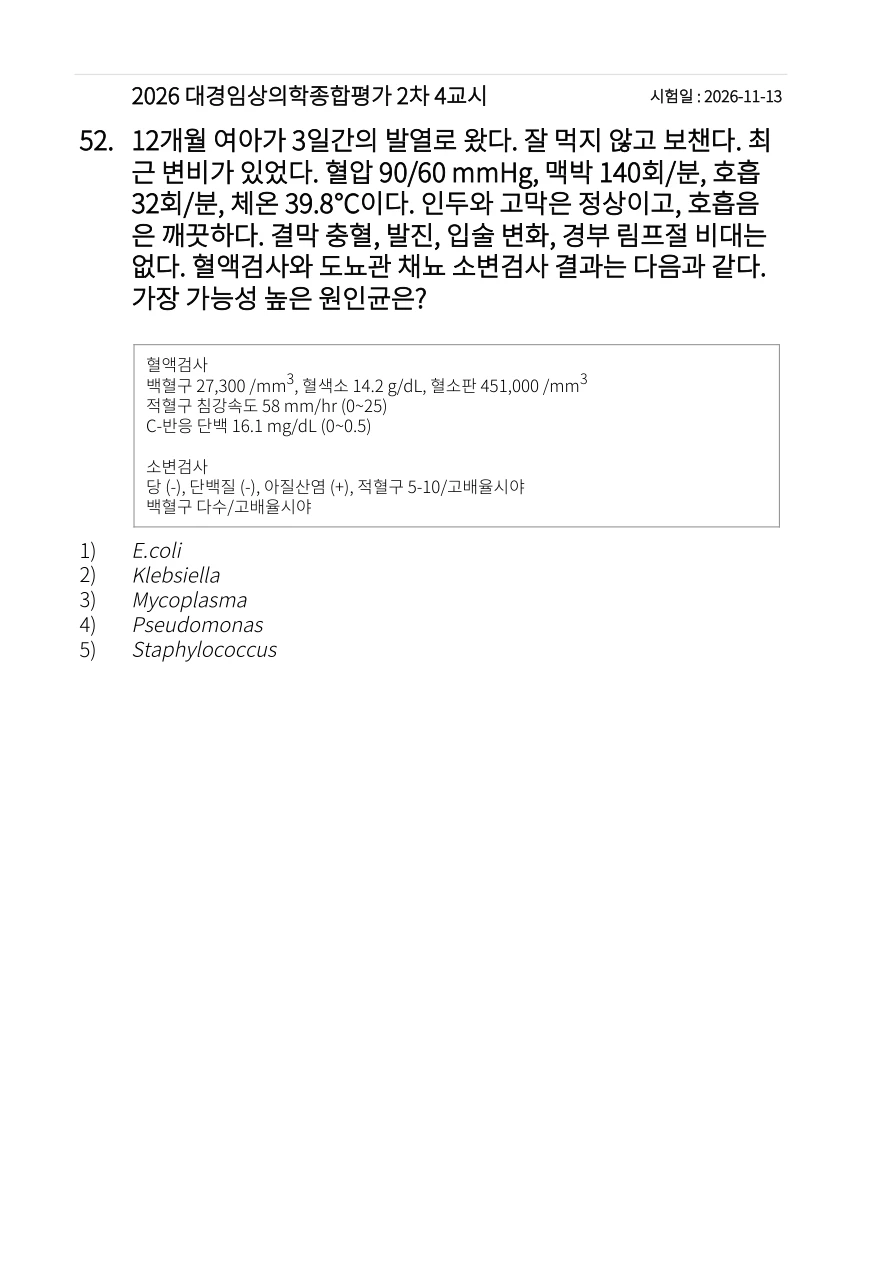 2026 대경임상의학종합평가 2차 4교시 시험일 : 2026-11-13
52. 12개월 여아가 3일간의 발열로 왔다. 잘 먹지 않고 보챈다. 최
근 변비가 있었다. 혈압 90/60 mmHg, 맥박 140회/분, 호흡
32회/분, 체온 39.8℃이다. 인두와 고막은 정상이고, 호흡음
은 깨끗하다. 결막 충혈, 발진, 입술 변화, 경부 림프절 비대는
없다. 혈액검사와 도뇨관 채뇨 소변검사 결과는 다음과 같다.
가장 가능성 높은 원인균은?
혈액검사
백혈구 27,300 /mm³, 혈색소 14.2 g/dL, 혈소판 451,000 /mm³
적혈구 침강속도 58 mm/hr (0~25)
C-반응 단백 16.1 mg/dL (0~0.5)
소변검사
당 (-), 단백질 (-), 아질산염 (+), 적혈구 5-10/고배율시야
백혈구 다수/고배율시야
1) E.coli
2) Klebsiella
3) Mycoplasma
4) Pseudomonas
5) Staphylococcus